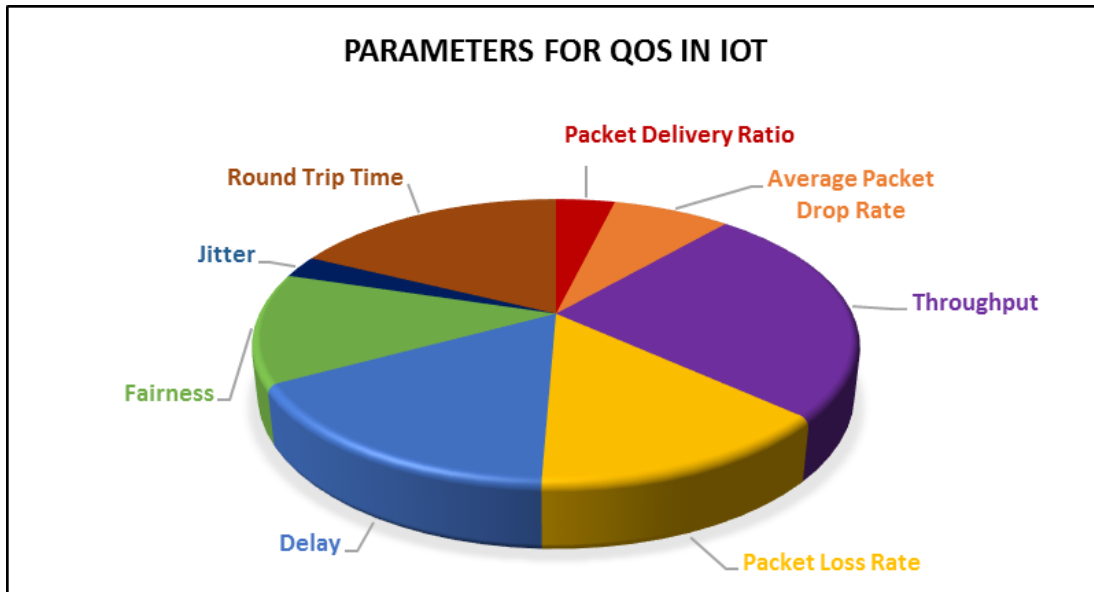 PARAMETERS FOR QOS IN IOT
Packet Delivery Ratio
Round Trip Time
Average Packet
Drop Rate
Jitter
Throughput
Fairness
Delay
Packet Loss Rate